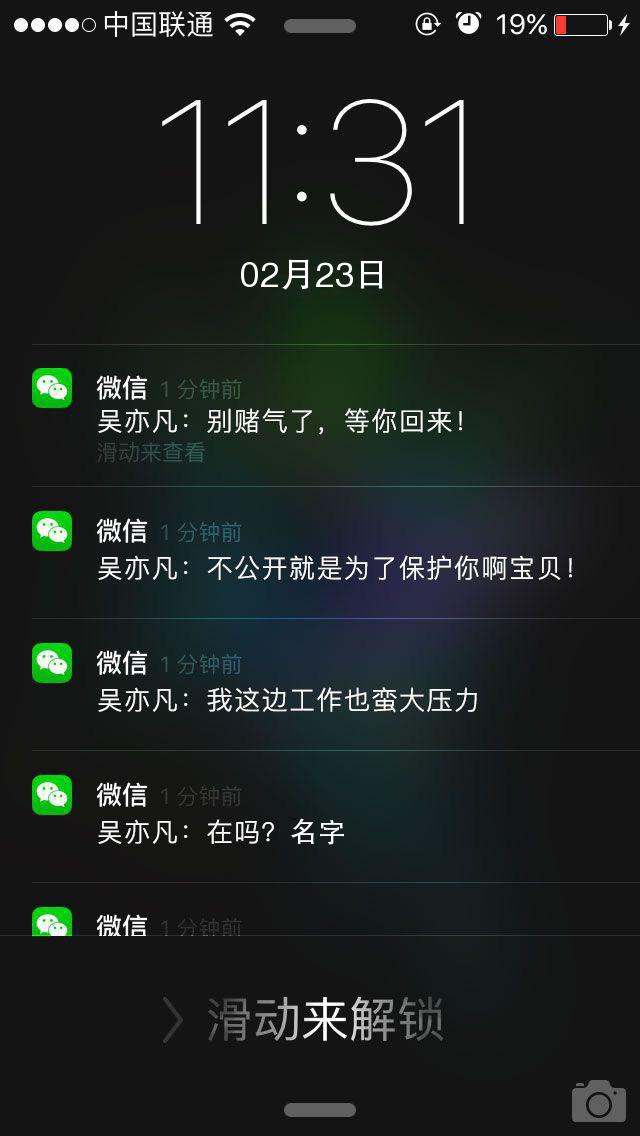 中国联通 19%
11:31
02月23日
微信 1 分钟前
吴亦凡：别赌气了，等你回来！
滑动来查看
微信 1 分钟前
吴亦凡：不公开就是为了保护你啊宝贝！
微信 1 分钟前
吴亦凡：我这边工作也蛮大压力
微信 1 分钟前
吴亦凡：在吗？名字
微信 1 分钟前
滑动来解锁